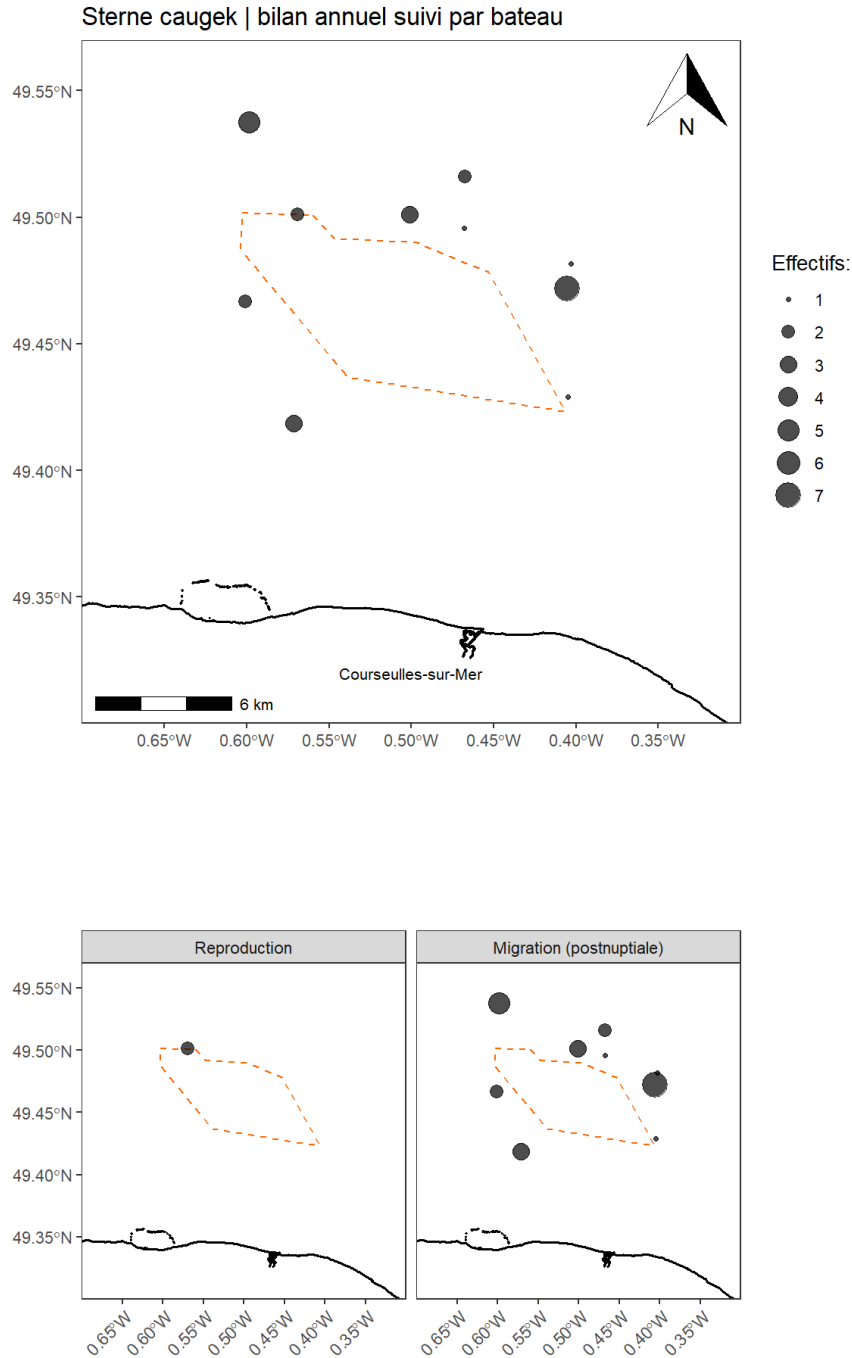 Sterne caugek | bilan annuel suivi par bateau
N
49.55°N
49.50°N
49.45°N
49.40°N
49.35°N
Courseulles-sur-Mer
6 km
0.65°W 0.60°W 0.55°W 0.50°W 0.45°W 0.40°W 0.35°W
Effectifs:
1
2
3
4
5
6
7
Reproduction
Migration (postnuptiale)
49.55°N
49.50°N
49.45°N
49.40°N
49.35°N
0.65°W 0.60°W 0.55°W 0.50°W 0.45°W 0.40°W 0.35°W
0.65°W 0.60°W 0.55°W 0.50°W 0.45°W 0.40°W 0.35°W